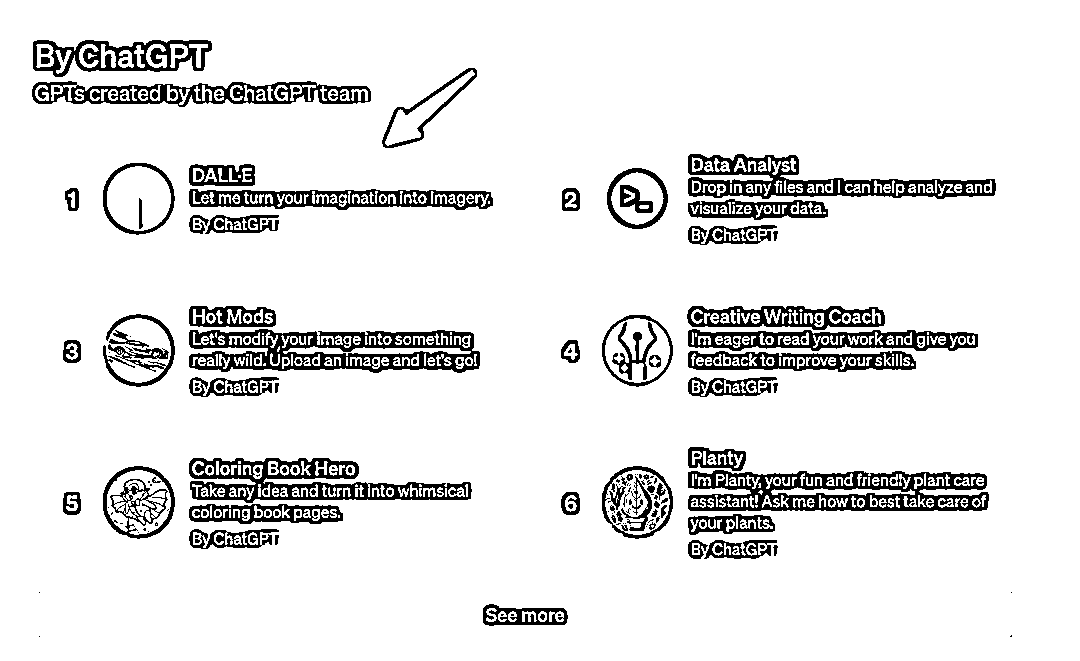 By ChatGPT
GPTs created by the ChatGPT team
1
DALL·E
Let me turn your imagination into imagery.
By ChatGPT
2
Data Analyst
Drop in any files and I can help analyze and
visualize your data.
By ChatGPT
3
Hot Mods
Let's modify your image into something
really wild. Upload an image and let's go!
By ChatGPT
4
Creative Writing Coach
I'm eager to read your work and give you
feedback to improve your skills.
By ChatGPT
5
Coloring Book Hero
Take any idea and turn it into whimsical
coloring book pages.
By ChatGPT
6
Planty
I'm Planty, your fun and friendly plant care
assistant! Ask me how to best take care of
your plants.
By ChatGPT
See more